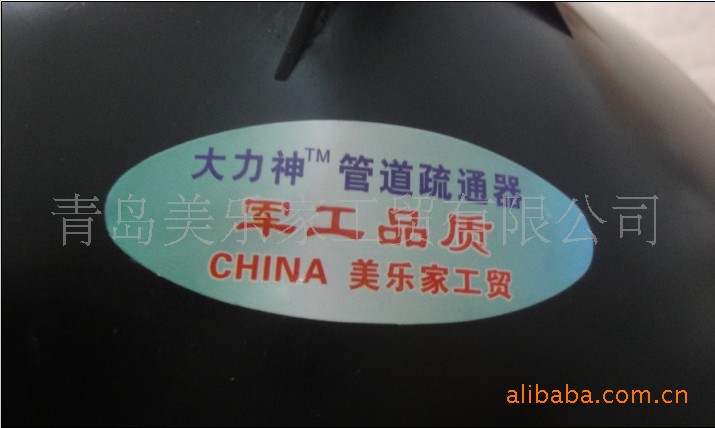 大力神™ 管道疏通器
青岛美乐家工贸有限公司
军工品质
CHINA 美乐家工贸
alibaba.com.cn